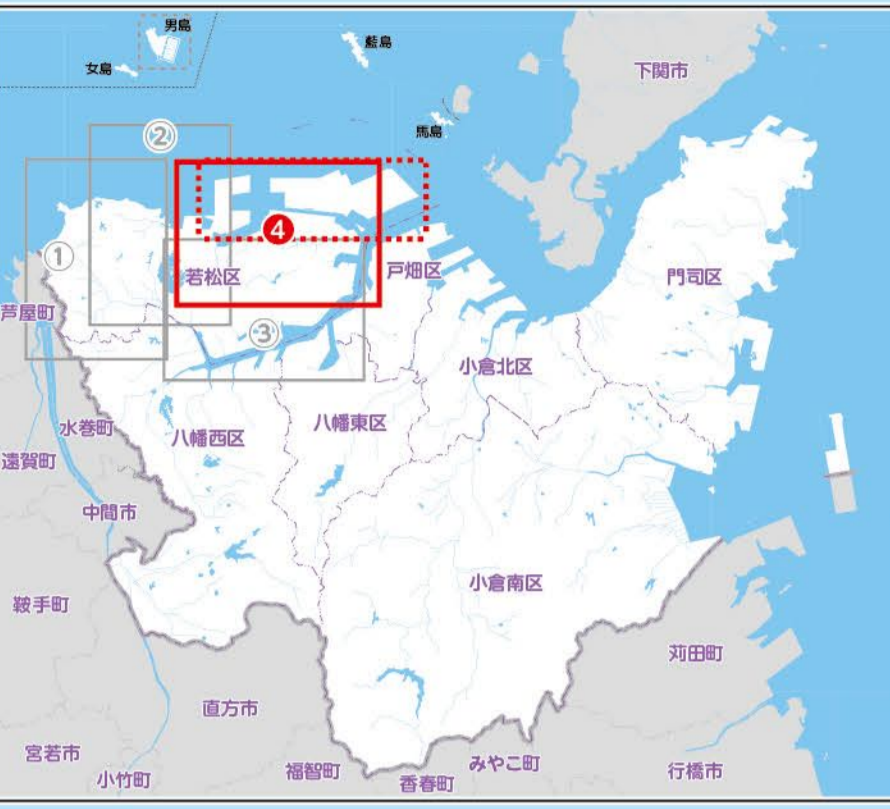 男島
藍島
女島
下関市
馬島
②
④
①
若松区
戸畑区
門司区
芦屋町
③
小倉北区
水巻町
八幡西区
八幡東区
遠賀町
中間市
小倉南区
鞍手町
苅田町
直方市
宮若市
小竹町
福智町
香春町
みやこ町
行橋市